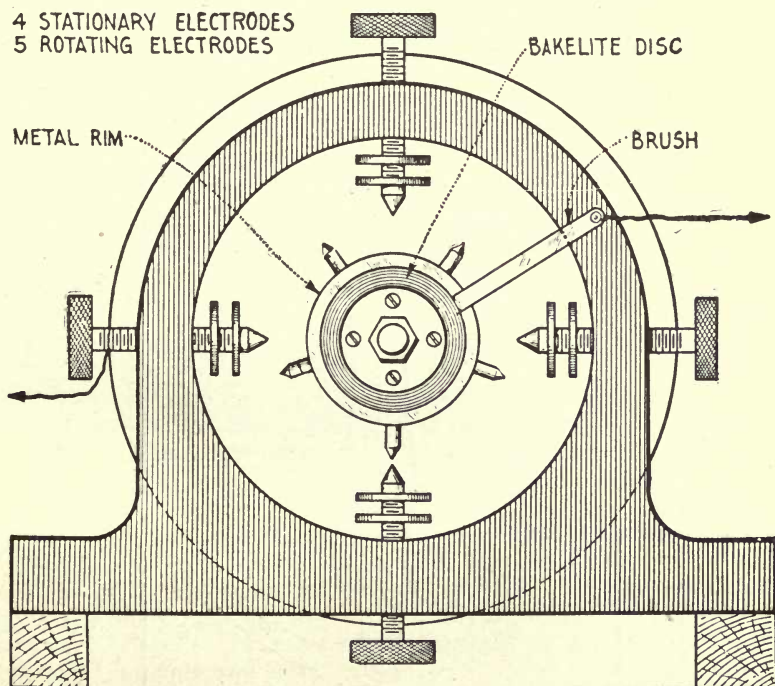 4 STATIONARY ELECTRODES
5 ROTATING ELECTRODES
BAKELITE DISC
METAL RIM
BRUSH